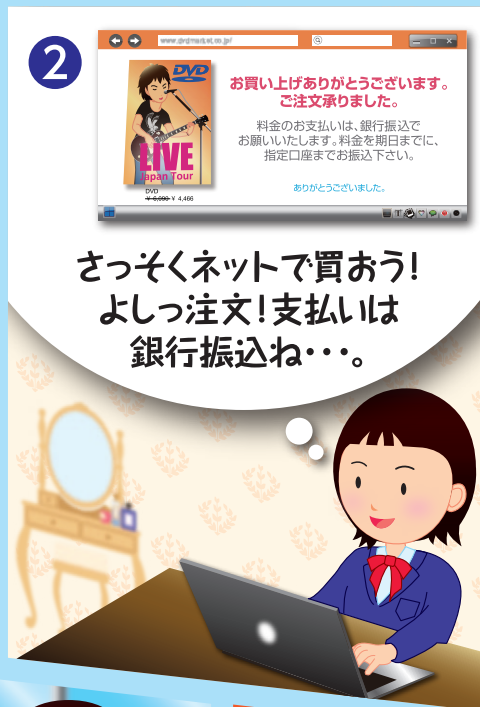 2
DVD
LIVE
Japan Tour
DVD
¥ 6,090 ¥ 4,466
お買い上げありがとうございます。
ご注文承りました。
料金のお支払いは、銀行振込で
お願いいたします。料金を期日までに、
指定口座までお振込下さい。
ありがとうございました。
さっそくネットで買おう!
よしっ注文!支払いは
銀行振込ね・・・。